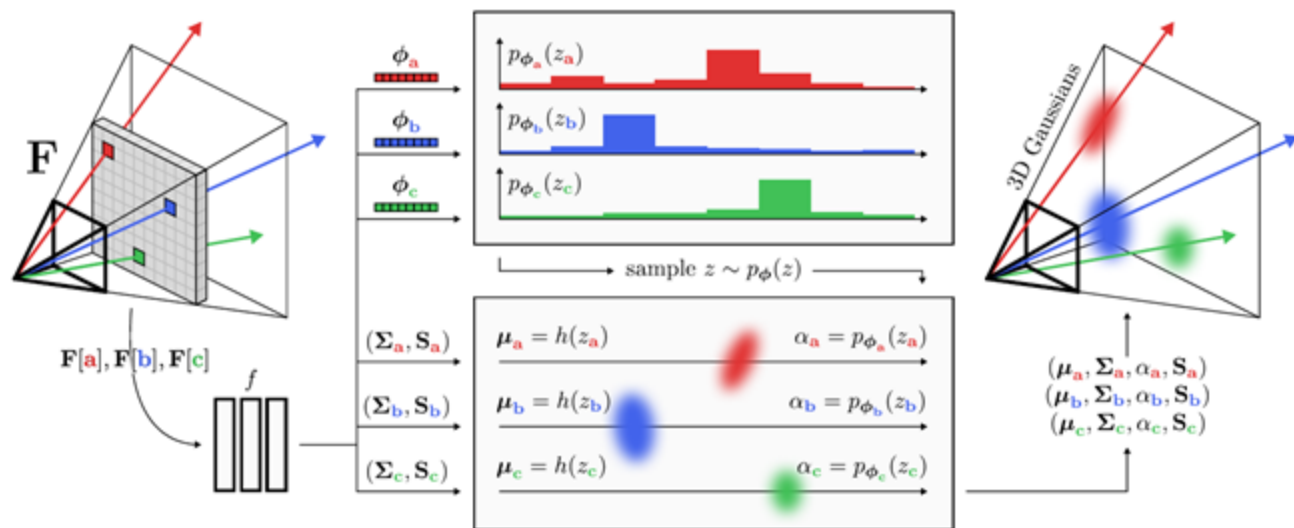 F
F[a], F[b], F[c]
f
ϕa
ϕb
ϕc
pϕa(za)
pϕb(zb)
pϕc(zc)
sample z ∼ pϕ(z)
(Σa, Sa)
(Σb, Sb)
(Σc, Sc)
μa = h(za) αa = pϕa(za)
μb = h(zb) αb = pϕb(zb)
μc = h(zc) αc = pϕc(zc)
3D Gaussians
(μa, Σa, αa, Sa)
(μb, Σb, αb, Sb)
(μc, Σc, αc, Sc)